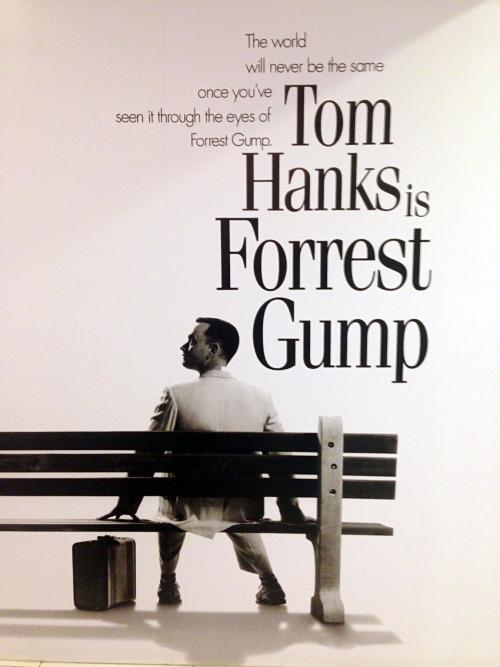 The world
will never be the same
once you've
seen it through the eyes of
Forrest Gump.
Tom
Hanks is
Forrest
Gump